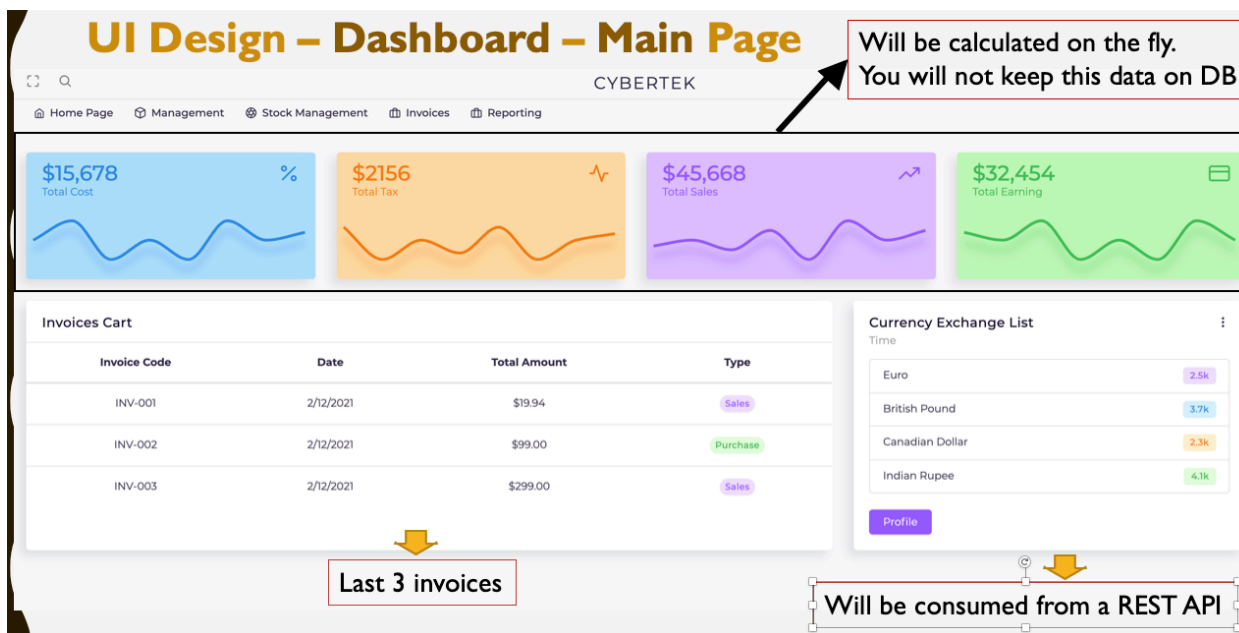 UI Design – Dashboard – Main Page
Will be calculated on the fly.
You will not keep this data on DB
CYBERTEK
Home Page Management Stock Management Invoices Reporting
$15,678
Total Cost
$2156
Total Tax
$45,668
Total Sales
$32,454
Total Earning
Invoices Cart
Invoice Code Date Total Amount Type
INV-001 2/12/2021 $19.94 Sales
INV-002 2/12/2021 $99.00 Purchase
INV-003 2/12/2021 $299.00 Sales
Currency Exchange List
Time
Euro 2.5k
British Pound 3.7k
Canadian Dollar 2.3k
Indian Rupee 4.1k
Profile
Last 3 invoices
Will be consumed from a REST API